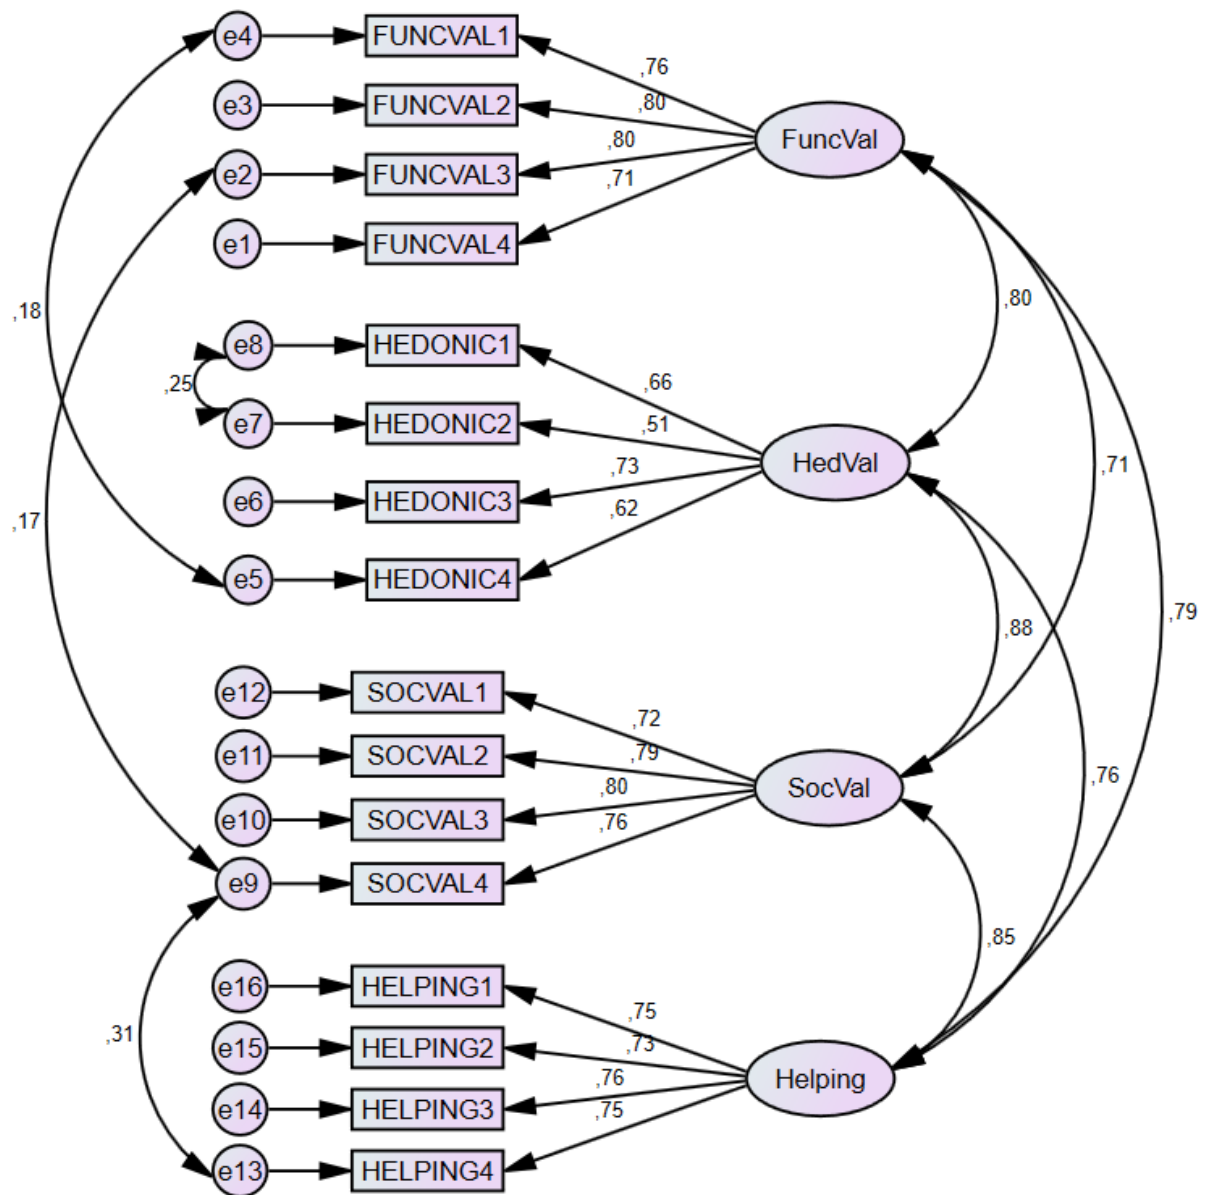 e4 FUNCVAL1
,76
e3 FUNCVAL2
,80
FuncVal
e2 FUNCVAL3
,80
,71
e1 FUNCVAL4
,18
,80
e8 HEDONIC1
,25
,66
e7 HEDONIC2
,51
HedVal
,71
,73
e6 HEDONIC3
,62
,17
e5 HEDONIC4
,79
,88
e12 SOCVAL1
,72
e11 SOCVAL2
,79
SocVal
,76
,80
e10 SOCVAL3
,76
e9 SOCVAL4
,85
e16 HELPING1
,75
,31
e15 HELPING2
,73
Helping
,76
e14 HELPING3
,75
e13 HELPING4